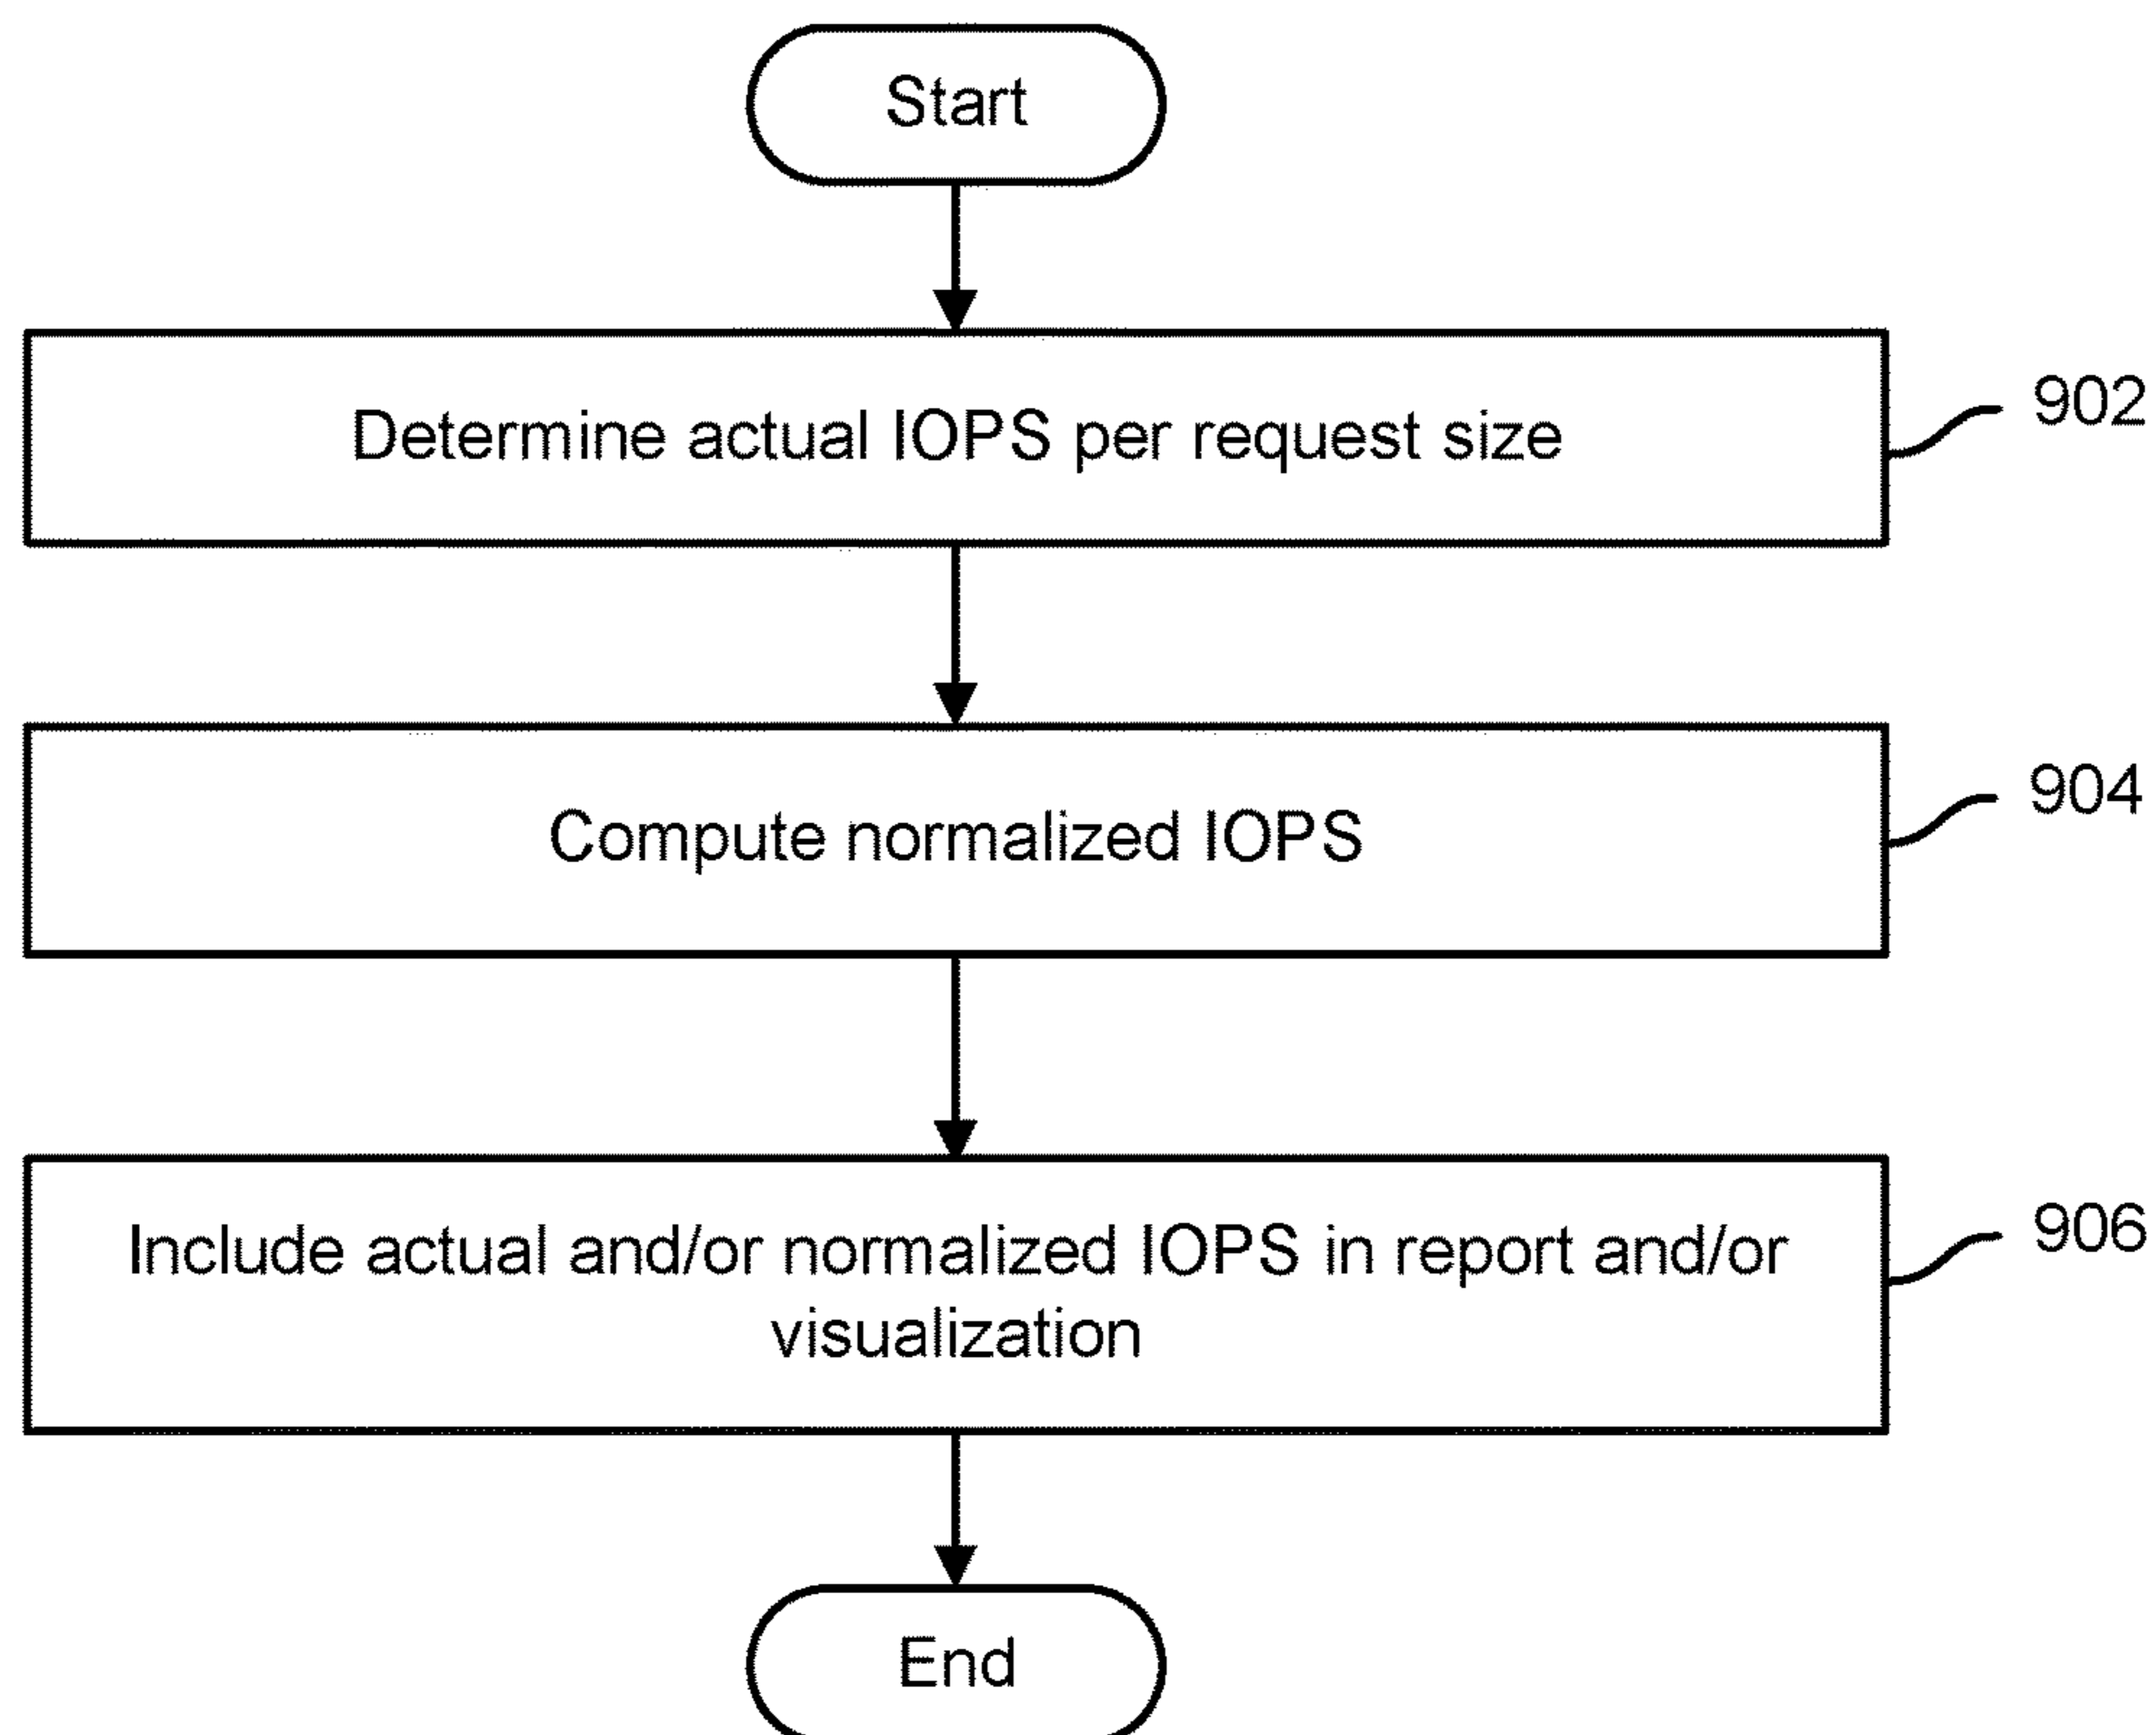 Start
Determine actual IOPS per request size
902
Compute normalized IOPS
904
Include actual and/or normalized IOPS in report and/or
visualization
906
End